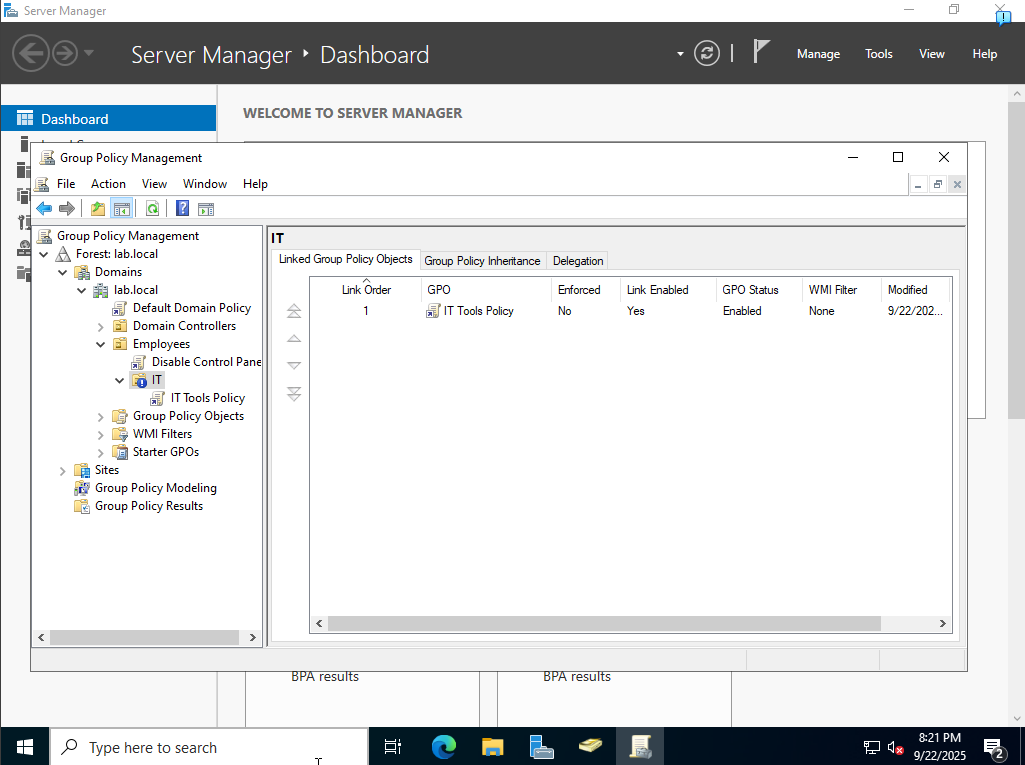 Server Manager
Server Manager • Dashboard
Manage Tools View Help
Dashboard
WELCOME TO SERVER MANAGER
Group Policy Management
File Action View Window Help
Group Policy Management
Forest: lab.local
Domains
lab.local
Default Domain Policy
Domain Controllers
Employees
Disable Control Pane
IT
IT Tools Policy
Group Policy Objects
WMI Filters
Starter GPOs
Sites
Group Policy Modeling
Group Policy Results
IT
Linked Group Policy Objects Group Policy Inheritance Delegation
Link Order GPO Enforced Link Enabled GPO Status WMI Filter Modified
1 IT Tools Policy No Yes Enabled None 9/22/202...
BPA results BPA results
Type here to search
8:21 PM
9/22/2025
2